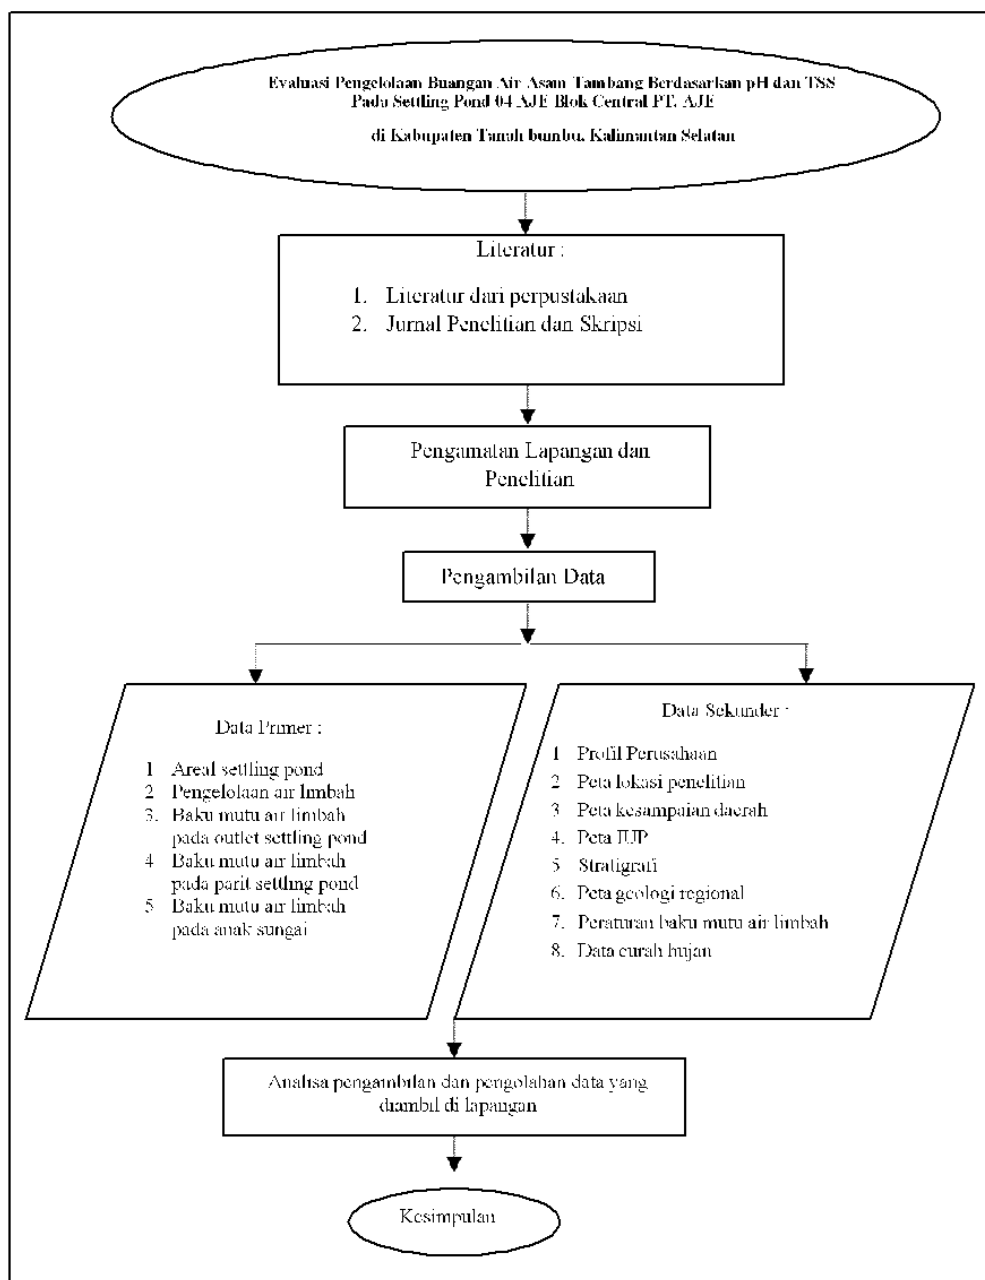 Evaluasi Pengelolaan Buangan Air Asam Tambang Berdasarkan pH dan TSS
Pada Settling Pond 04 AJE Blok Central PT. AJE
di Kabupaten Tanah bumbu, Kalimantan Selatan
Literatur :
1. Literatur dari perpustakaan
2. Jurnal Penelitian dan Skripsi
Pengamatan Lapangan dan
Penelitian
Pengambilan Data
Data Primer :
1 Areal settling pond
2 Pengelolaan air limbah
3. Baku mutu air limbah
pada outlet settling pond
4 Baku mutu air limbah
pada parit settling pond
5 Baku mutu air limbah
pada anak sungai
Data Sekunder :
1 Profil Perusahaan
2 Peta lokasi penelitian
3 Peta kesampaian daerah
4. Peta IUP
5 Stratigrafi
6. Peta geologi regional
7. Peraturan baku mutu air limbah
8. Data curah hujan
Analisa pengambilan dan pengolahan data yang
diambil di lapangan
Kesimpulan